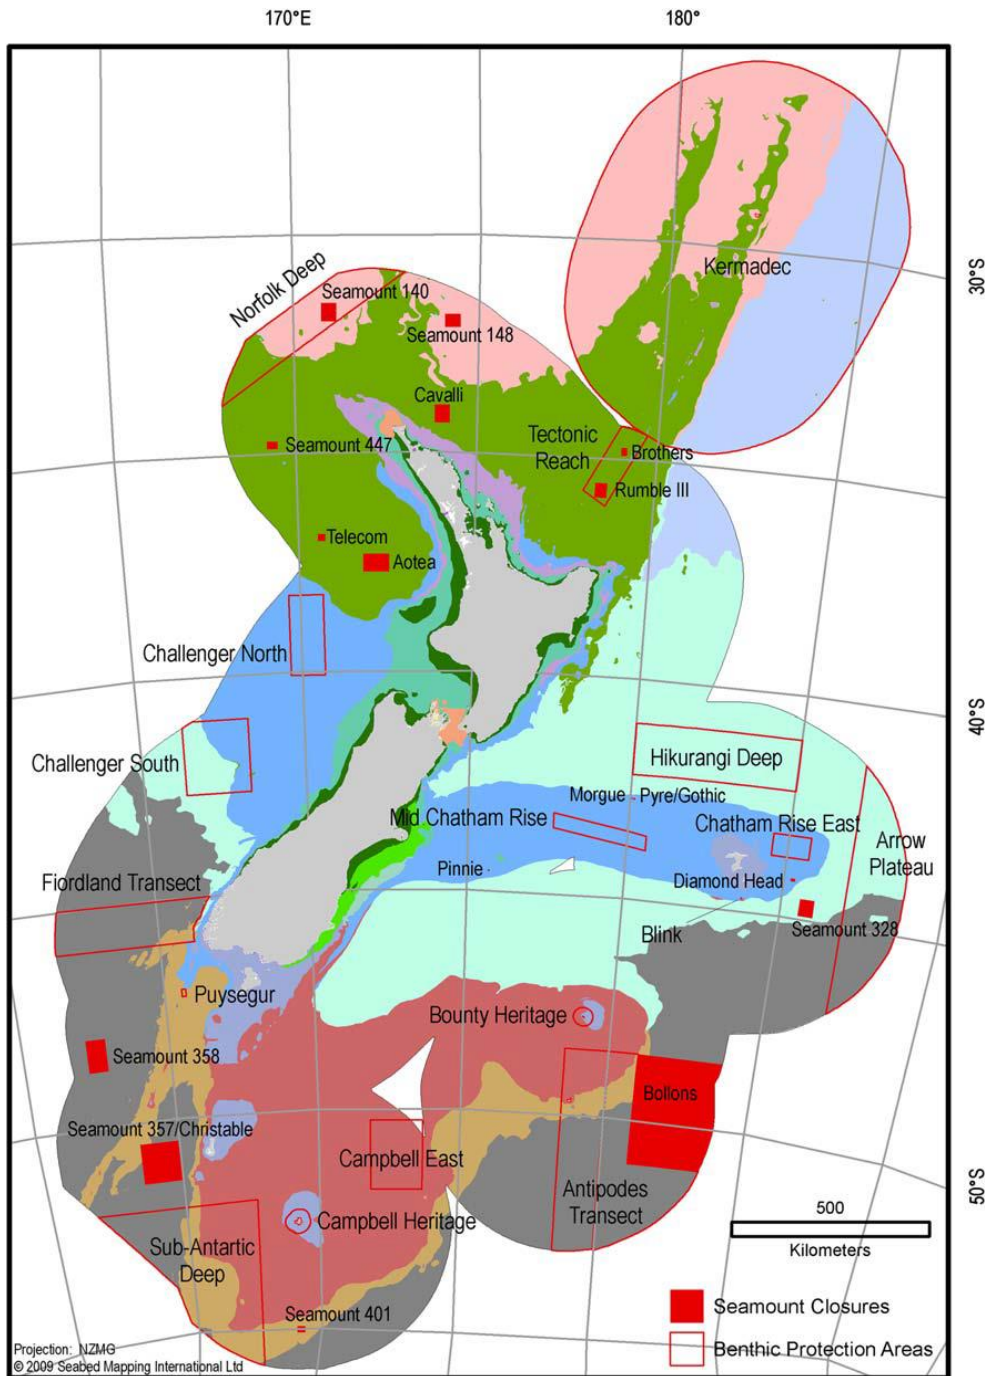 170°E
180°
30°S
40°S
50°S
Kermadec
Norfolk Deep
Seamount 140
Seamount 148
Cavalli
Tectonic
Reach
Brothers
Seamount 447
Rumble III
Telecom
Aotea
Challenger North
Challenger South
Hikurangi Deep
Morgue
Pyre/Gothic
Mid Chatham Rise
Chatham Rise East
Arrow
Plateau
Pinnie
Diamond Head
Fiordland Transect
Seamount 328
Blink
Puysegur
Bounty Heritage
Seamount 358
Bollons
Seamount 357/Christable
Campbell East
Antipodes
Transect
Campbell Heritage
Sub-Antartic
Deep
Seamount 401
500
Kilometers
Seamount Closures
Benthic Protection Areas
Projection: NZMG
© 2009 Seabed Mapping International Ltd